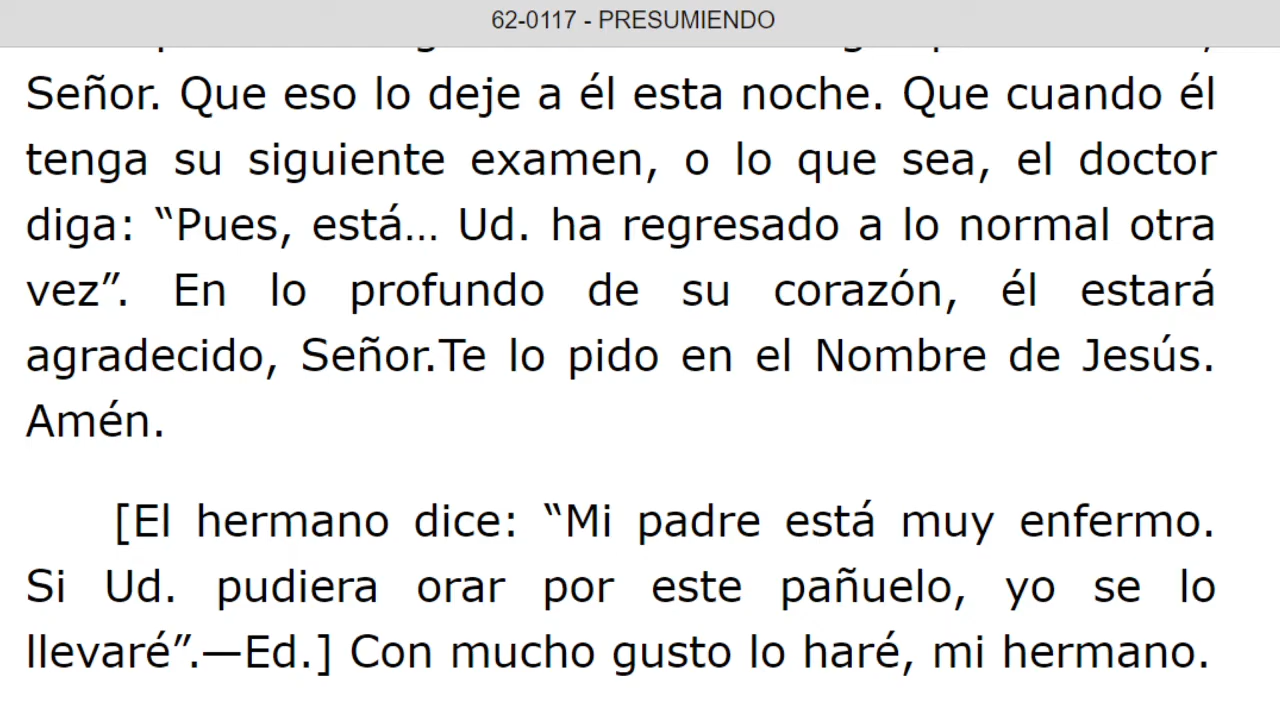 62-0117 - PRESUMIENDO
Señor. Que eso lo deje a él esta noche. Que cuando él
tenga su siguiente examen, o lo que sea, el doctor
diga: “Pues, está… Ud. ha regresado a lo normal otra
vez”. En lo profundo de su corazón, él estará
agradecido, Señor.Te lo pido en el Nombre de Jesús.
Amén.
[El hermano dice: “Mi padre está muy enfermo.
Si Ud. pudiera orar por este pañuelo, yo se lo
llevaré”.—Ed.] Con mucho gusto lo haré, mi hermano.